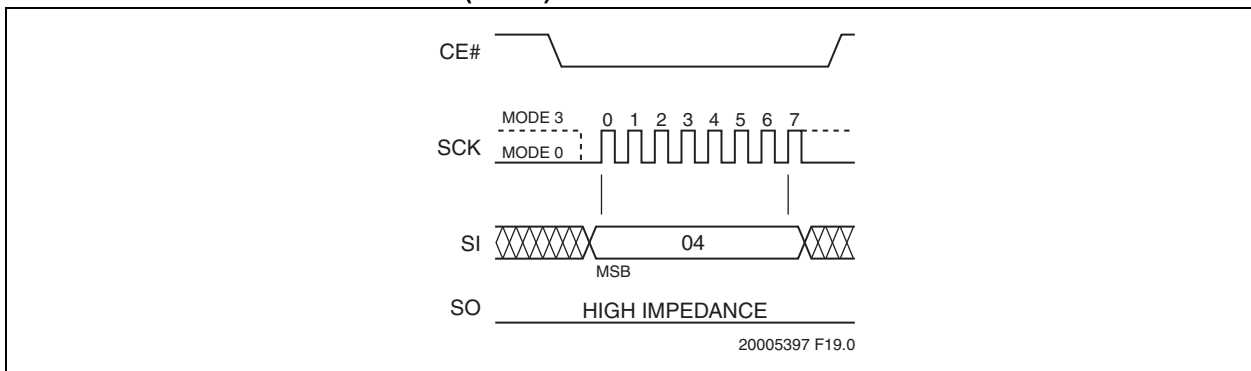 CE#
MODE 3
0 1 2 3 4 5 6 7
SCK
MODE 0
SI
04
MSB
SO
HIGH IMPEDANCE
20005397 F19.0